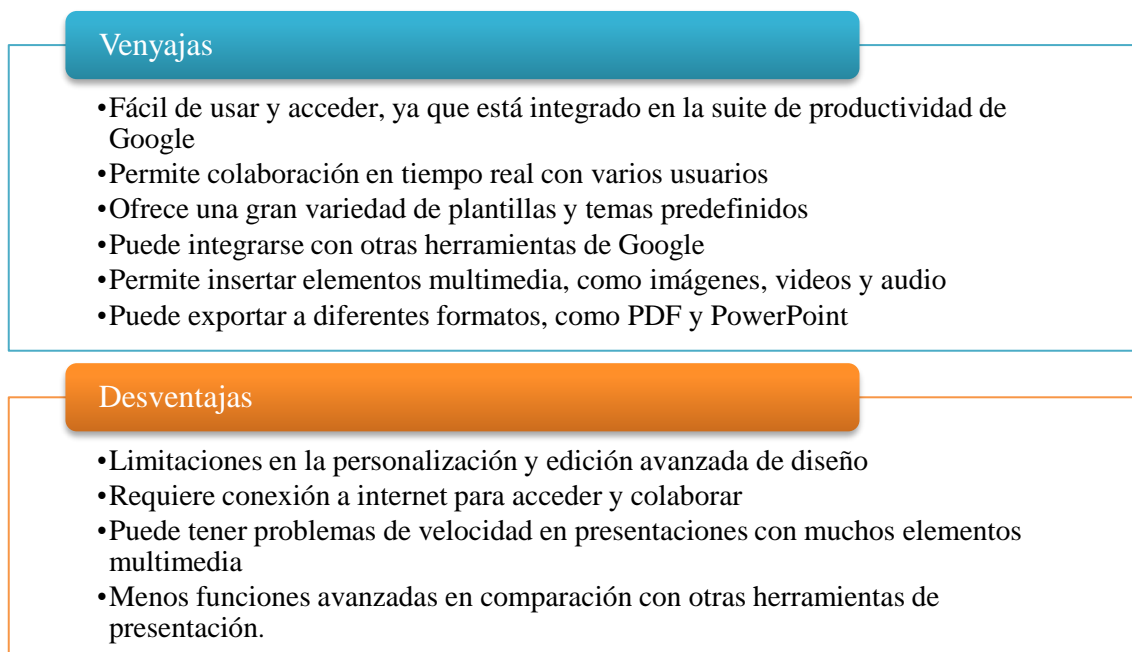 Venyajas
•Fácil de usar y acceder, ya que está integrado en la suite de productividad de
Google
•Permite colaboración en tiempo real con varios usuarios
•Ofrece una gran variedad de plantillas y temas predefinidos
•Puede integrarse con otras herramientas de Google
•Permite insertar elementos multimedia, como imágenes, videos y audio
•Puede exportar a diferentes formatos, como PDF y PowerPoint
Desventajas
•Limitaciones en la personalización y edición avanzada de diseño
•Requiere conexión a internet para acceder y colaborar
•Puede tener problemas de velocidad en presentaciones con muchos elementos
multimedia
•Menos funciones avanzadas en comparación con otras herramientas de
presentación.